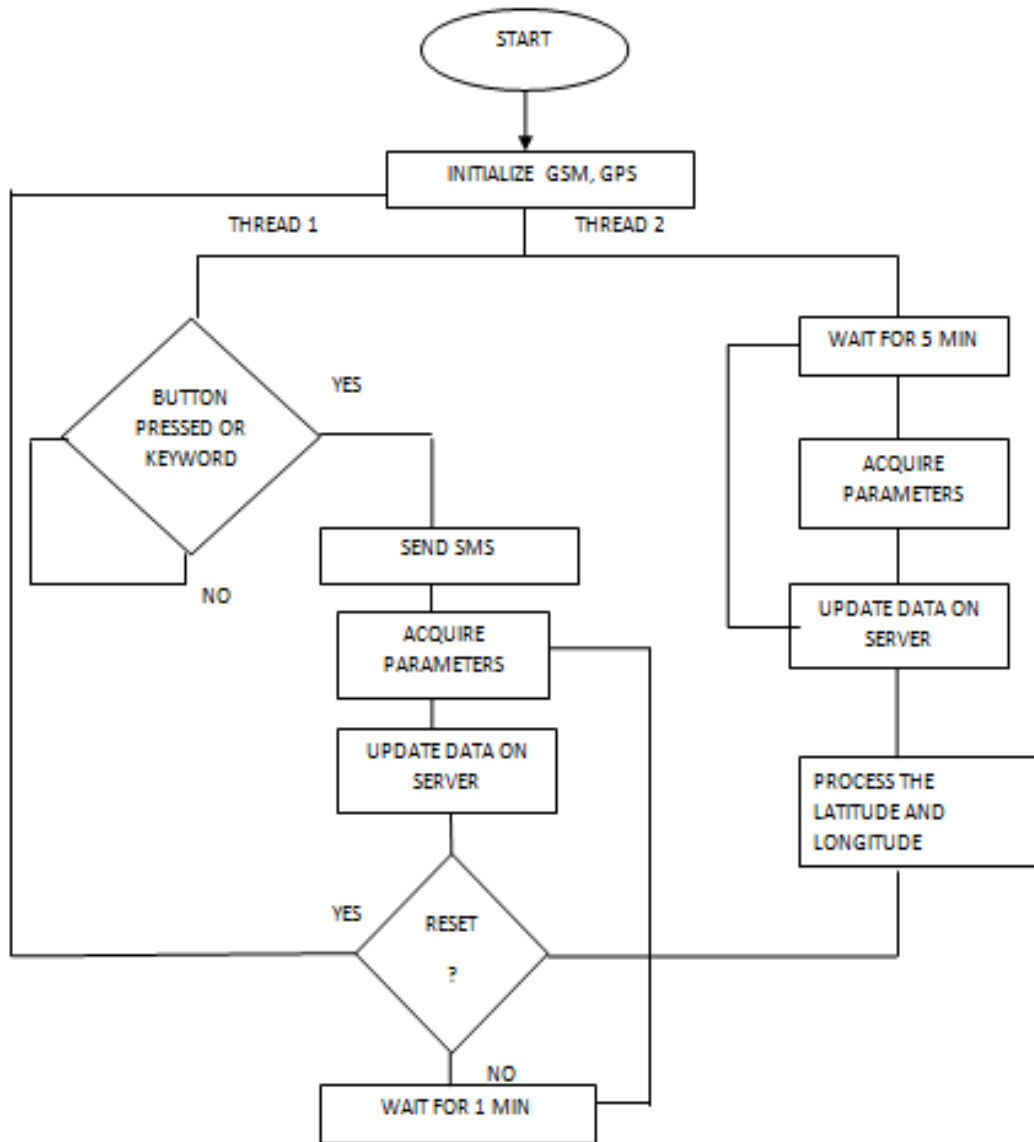 START
INITIALIZE GSM, GPS
THREAD 1
THREAD 2
WAIT FOR 5 MIN
YES
BUTTON
PRESSED OR
KEYWORD
ACQUIRE
PARAMETERS
SEND SMS
NO
UPDATE DATA ON
SERVER
ACQUIRE
PARAMETERS
UPDATE DATA ON
SERVER
PROCESS THE
LATITUDE AND
LONGITUDE
YES
RESET
?
NO
WAIT FOR 1 MIN